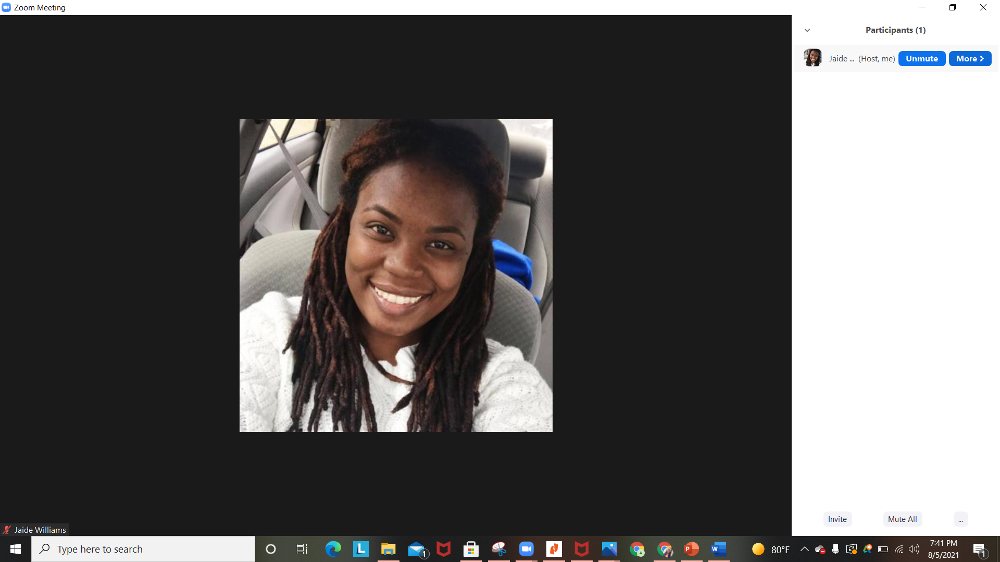 Zoom Meeting
Participants (1)
Jaide ... (Host, me) Unmute More
Invite Mute All ...
Jaide Williams
Type here to search
L
1
P
W
80°F
7:41 PM
8/5/2021
1